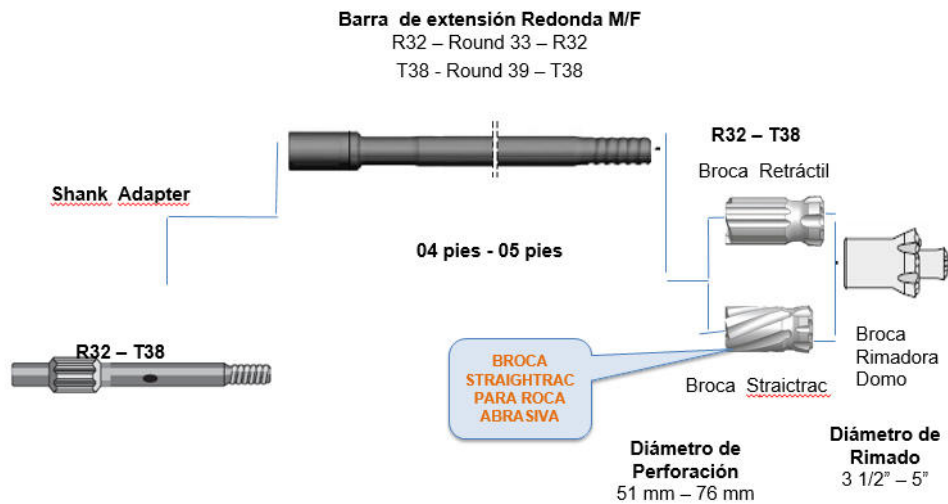 Barra de extensión Redonda M/F
R32 – Round 33 – R32
T38 - Round 39 – T38
R32 – T38
Broca Retráctil
Shank Adapter
04 pies - 05 pies
R32 – T38
BROCA
STRAIGHTRAC
PARA ROCA
ABRASIVA
Broca Straictrac
Broca
Rimadora
Domo
Diámetro de
Perforación
51 mm – 76 mm
Diámetro de
Rimado
3 1/2” – 5”